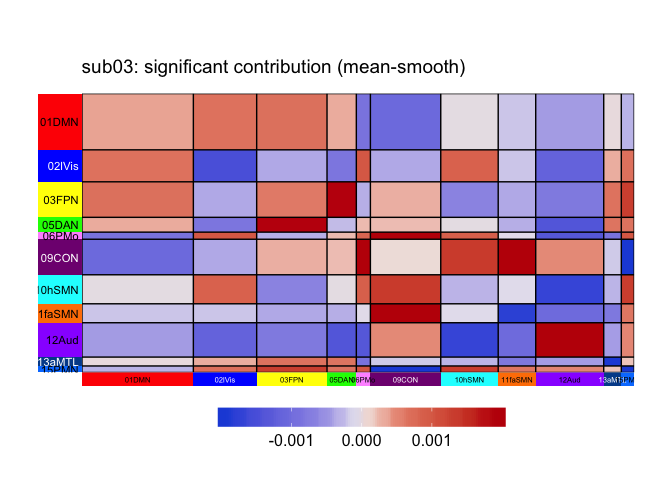 sub03: significant contribution (mean-smooth)
01DMN
02lVis
03FPN
05DAN
06PMo
09CON
10hSMN
1faSMN
12Aud
13aMTL
15PMN
01DMN 02lVis 03FPN 05DAN 06PMo 09CON 10hSMN 11faSMN 12Aud 13aMTL
-0.001 0.000 0.001